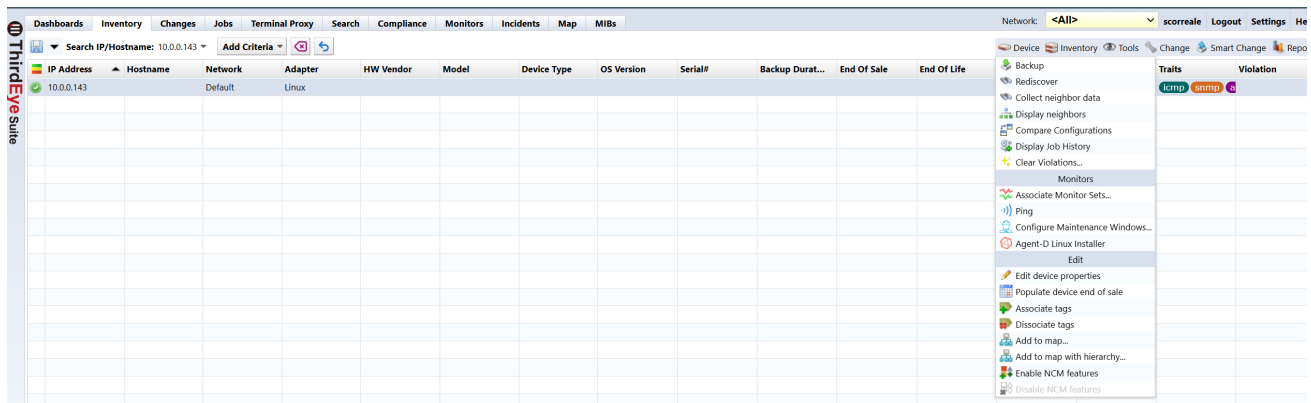 Dashboards Inventory Changes Jobs Terminal Proxy Search Compliance Monitors Incidents Map MIBs Network: <All> scorreale Logout Settings He
ThirdEye Suite
Search IP/Hostname: 10.0.0.143 Add Criteria Device Inventory Tools Change Smart Change Repo
IP Address Hostname Network Adapter HW Vendor Model Device Type OS Version Serial# Backup Durat... End Of Sale End Of Life Traits Violation
10.0.0.143 Default Linux icmp snmp a
Backup
Rediscover
Collect neighbor data
Display neighbors
Compare Configurations
Display Job History
Clear Violations...
Monitors
Associate Monitor Sets...
Ping
Configure Maintenance Windows...
Agent-D Linux Installer
Edit
Edit device properties
Populate device end of sale
Associate tags
Dissociate tags
Add to map...
Add to map with hierarchy...
Enable NCM features
Disable NCM features